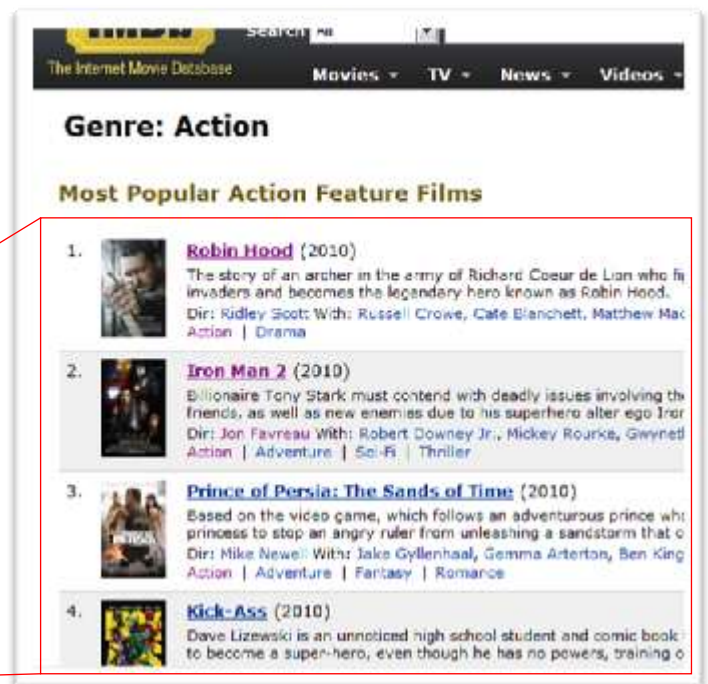 IMDb
Search All
The Internet Movie Database
Movies TV News Videos
Genre: Action
Most Popular Action Feature Films
1. Robin Hood (2010)
The story of an archer in the army of Richard Coeur de Lion who
invaders and becomes the legendary hero known as Robin Hood.
Dir: Ridley Scott With: Russell Crowe, Cate Blanchett, Matthew Mac
Action | Drama
2. Iron Man 2 (2010)
Billionaire Tony Stark must contend with deadly issues involving the
friends, as well as new enemies due to his superhero alter ego Iron
Dir: Jon Favreau With: Robert Downey Jr., Mickey Rourke, Gwynet
Action | Adventure | Sci-Fi | Thriller
3. Prince of Persia: The Sands of Time (2010)
Based on the video game, which follows an adventurous prince who
princess to stop an angry ruler from unleashing a sandstorm that c
Dir: Mike Newell With: Jake Gyllenhaal, Gemma Arterton, Ben King
Action | Adventure | Fantasy | Romance
4. Kick-Ass (2010)
Dave Lizewski is an unnoticed high school student and comic book
to become a super-hero, even though he has no powers, training o